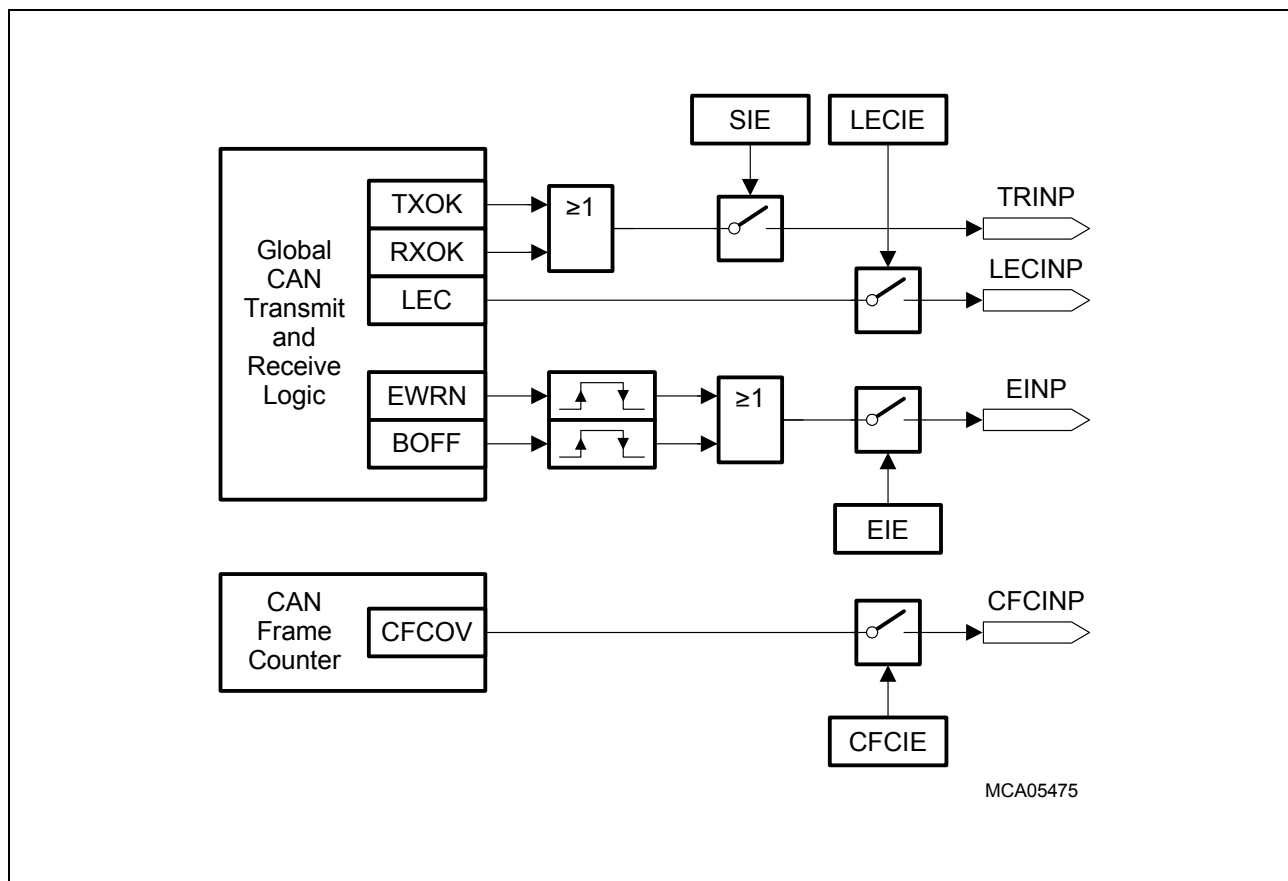 SIE
LECIE
Global
CAN
Transmit
and
Receive
Logic
TXOK
RXOK
LEC
EWRN
BOFF
≥1
≥1
TRINP
LECINP
EINP
EIE
CAN
Frame
Counter
CFCOV
CFCINP
CFCIE
MCA05475